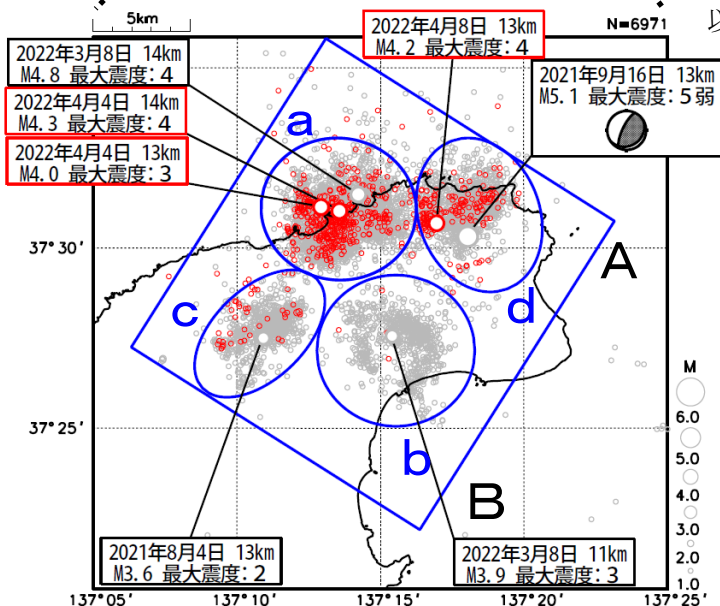 5km
N=6971
以
2022年3月8日 14km
M4.8 最大震度:4
2022年4月4日 14km
M4.3 最大震度:4
2022年4月4日 13km
M4.0 最大震度:3
2022年4月8日 13km
M4.2 最大震度:4
2021年9月16日 13km
M5.1 最大震度:5弱
a
37°30′
A
c
d
M
6.0
5.0
4.0
3.0
2.0
1.0
37°25′
b
B
2021年8月4日 13km
M3.6 最大震度:2
2022年3月8日 11km
M3.9 最大震度:3
137°05′
137°10′
137°15′
137°20′
137°25′